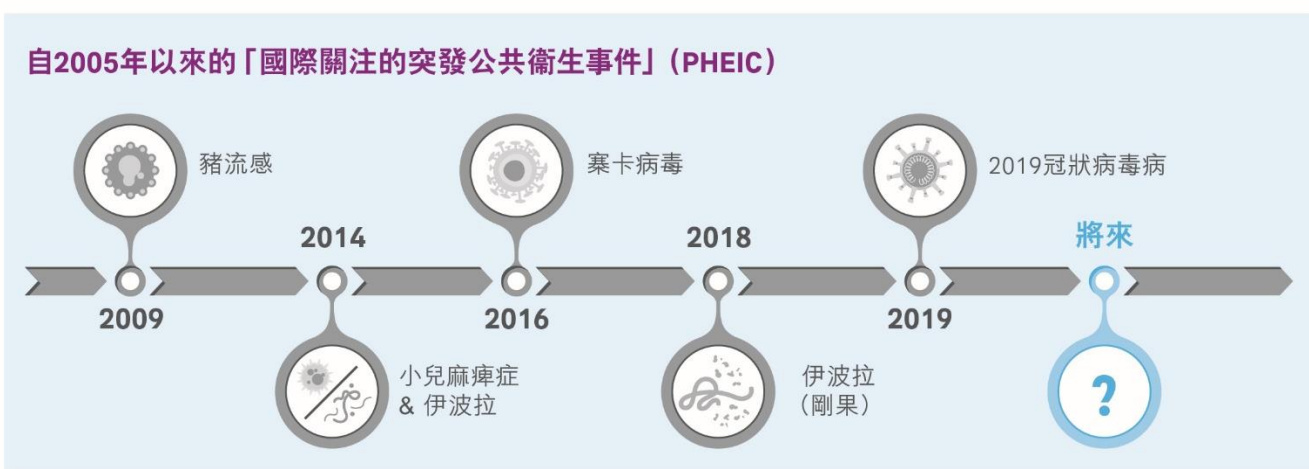 自2005年以來的「國際關注的突發公共衞生事件」(PHEIC)
豬流感
2009
2014
小兒麻痺症
& 伊波拉
寨卡病毒
2016
2018
伊波拉
(剛果)
2019冠狀病毒病
2019
將來
?